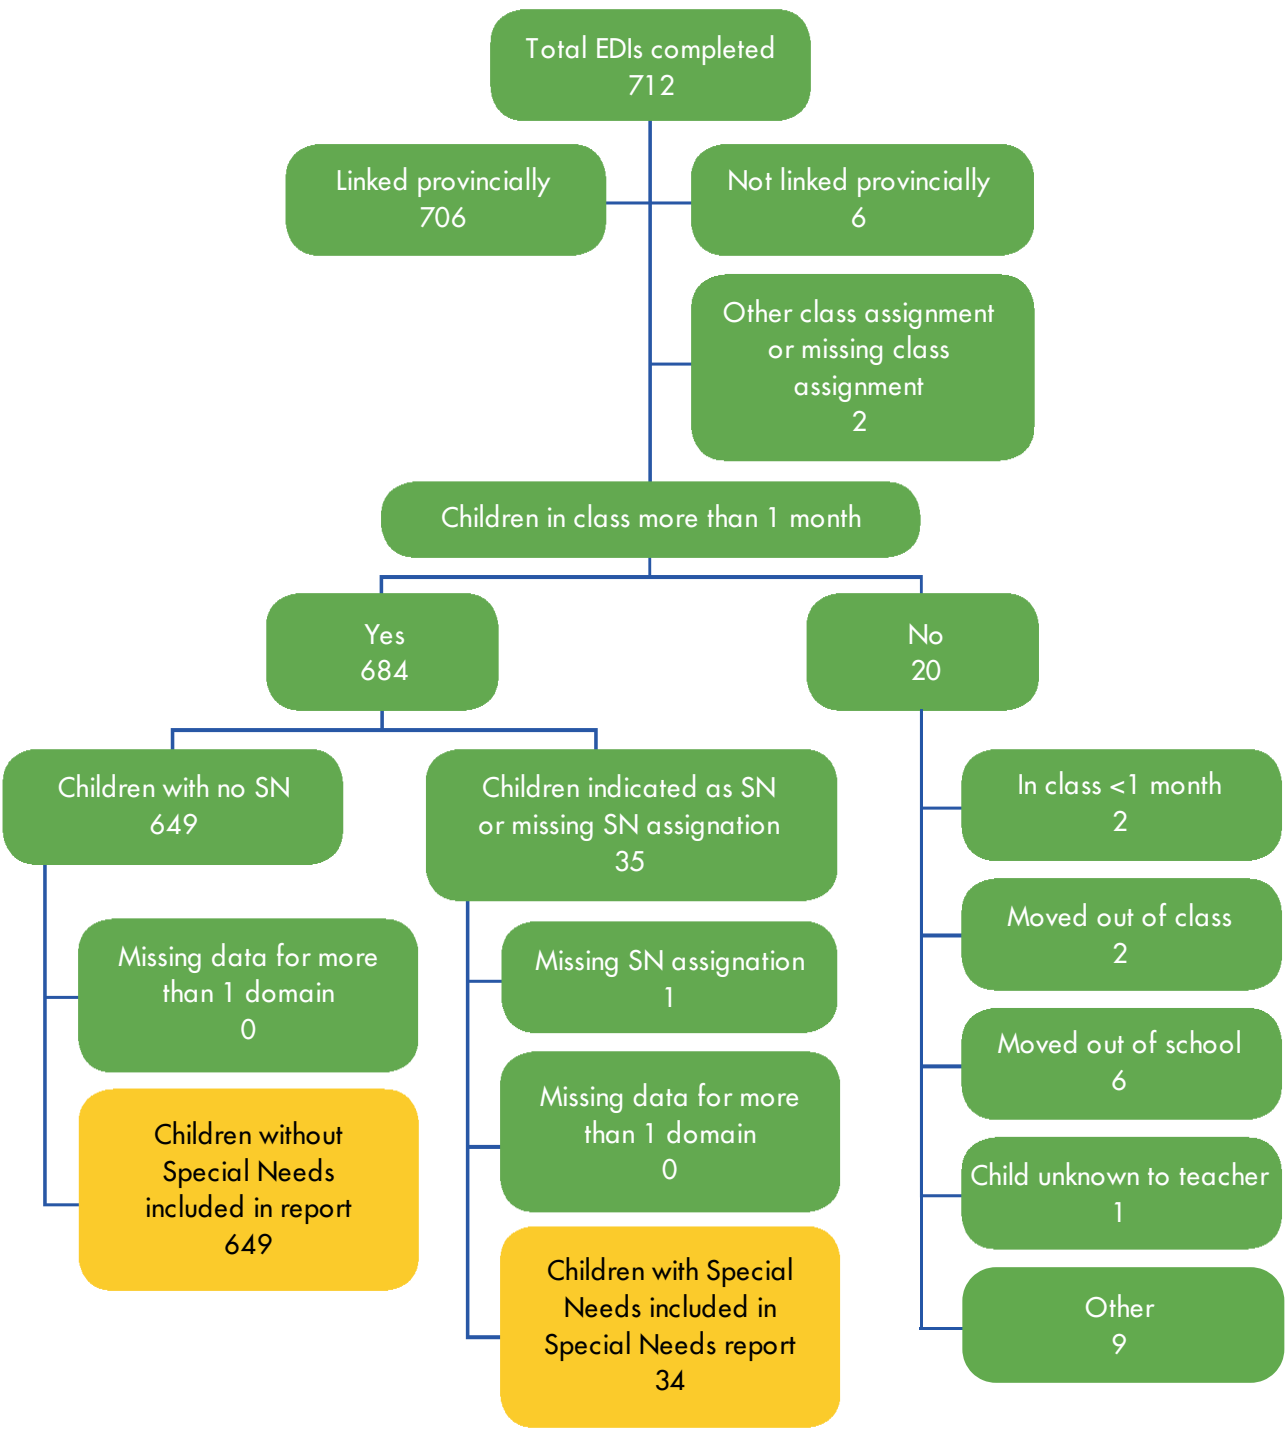 Total EDIs completed
712
Linked provincially
706
Not linked provincially
6
Other class assignment
or missing class
assignment
2
Children in class more than 1 month
Yes
684
No
20
Children with no SN
649
Children indicated as SN
or missing SN assignation
35
In class <1 month
2
Moved out of class
2
Missing data for more
than 1 domain
0
Missing SN assignation
1
Moved out of school
6
Missing data for more
than 1 domain
0
Children without
Special Needs
included in report
649
Child unknown to teacher
1
Children with Special
Needs included in
Special Needs report
34
Other
9